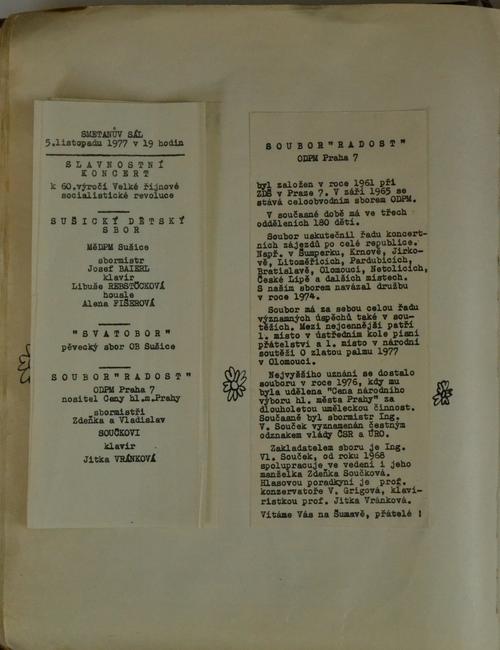 SMETANŮV SÁL
5.listopadu 1977 v 19 hodin
SLAVNOSTNÍ
KONCERT
k 60.výročí Velké říjnové
socialistické revoluce
SUŠICKÝ DĚTSKÝ
SBOR
MěDPM Sušice
sbormistr
Josef BAIERL
klavír
Libuše REBSTÖCKOVÁ
housle
Alena FIŠEROVÁ
"SVATOBOR"
pěvecký sbor OB Sušice
SOUBOR "RADOST"
ODPM Praha 7
nositel Ceny hl.m.Prahy
sbormistři
Zdeňka a Vladislav
SOUČKOVI
klavír
Jitka VRÁNKOVÁ
SOUBOR "RADOST"
ODPM Praha 7
byl založen v roce 1961 při
ZDŠ v Praze 7. V září 1965 se
stává celoobvodním sborem ODPM.
V současné době má ve třech
odděleních 180 dětí.
Soubor uskutečnil řadu koncert-
ních zájezdů po celé republice.
Např. v Šumperku, Krnově, Jirko-
vě, Litoměřicích, Pardubicích,
Bratislavě, Olomouci, Netolicích,
České Lípě a dalších místech.
S naším sborem navázal družbu
v roce 1974.
Soubor má za sebou celou řadu
významných úspěchů také v sou-
těžích. Mezi nejcennější patří
1. místo v ústředním kole písní
přátelství a 1. místo v národní
soutěži O zlatou palmu 1977
v Olomouci.
Nejvyššího uznání se dostalo
souboru v roce 1976, kdy mu
byla udělena "Cena národního
výboru hl. města Prahy" za
dlouholetou uměleckou činnost.
Současně byl sbormistr Ing.
V. Souček vyznamenán čestným
odznakem vlády ČSR a ÚRO.
Zakladatelem sboru je Ing.
Vl. Souček, od roku 1968
spolupracuje ve vedení i jeho
manželka Zdeňka Součková.
Hlasovou poradkyní je prof.
konzervatoře V. Grigová, klaví-
ristkou prof. Jitka Vránková.
Vítáme Vás na Šumavě, přátelé !